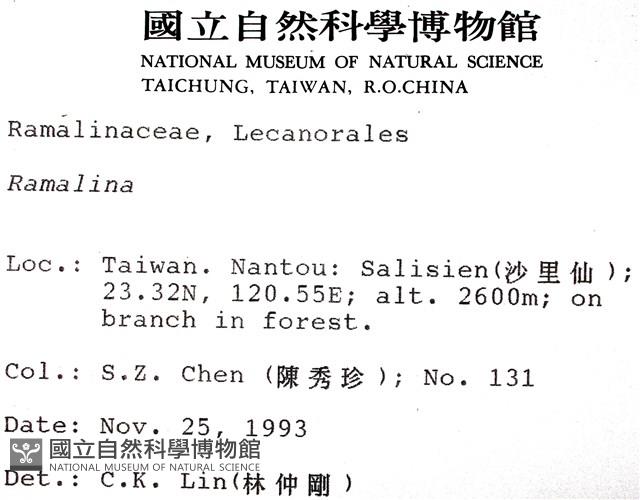 國立自然科學博物館
NATIONAL MUSEUM OF NATURAL SCIENCE
TAICHUNG, TAIWAN, R.O.CHINA
Ramalinaceae, Lecanorales
Ramalina
Loc.: Taiwan. Nantou: Salisien(沙里仙);
23.32N, 120.55E; alt. 2600m; on
branch in forest.
Col.: S.Z. Chen (陳秀珍); No. 131
Date: Nov. 25, 1993
國立自然科學博物館
NATIONAL MUSEUM OF NATURAL SCIENCE
Det.: C.K. Lin(林仲剛)